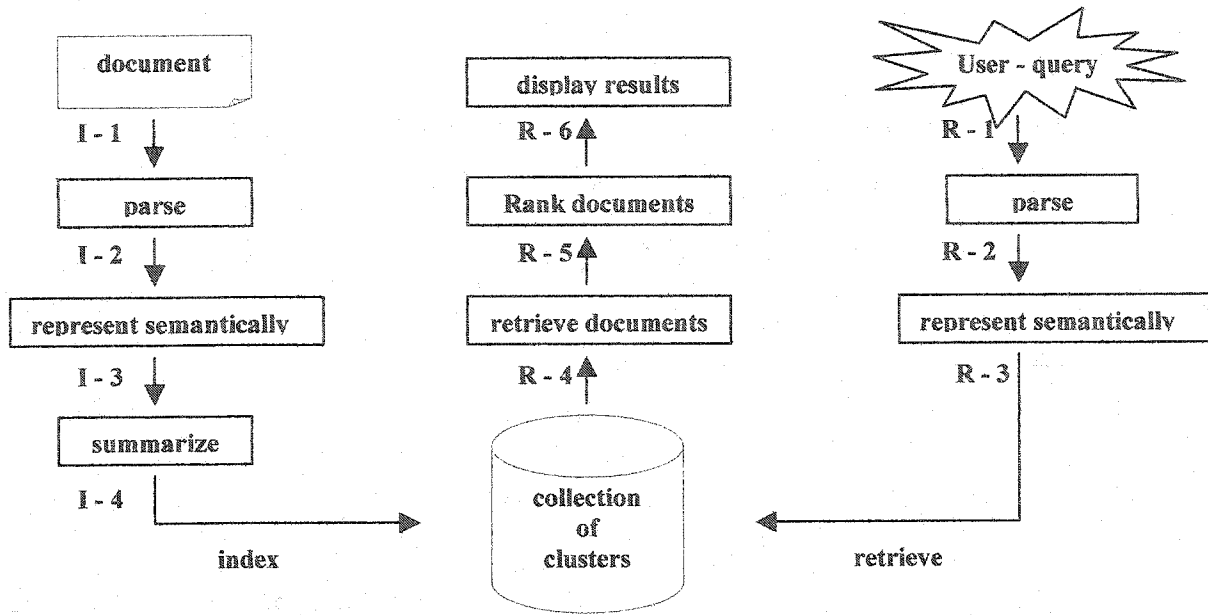 document
I - 1
parse
I - 2
represent semantically
I - 3
summarize
I - 4
index
display results
R - 6
Rank documents
R - 5
retrieve documents
R - 4
collection
of
clusters
User - query
R - 1
parse
R - 2
represent semantically
R - 3
retrieve